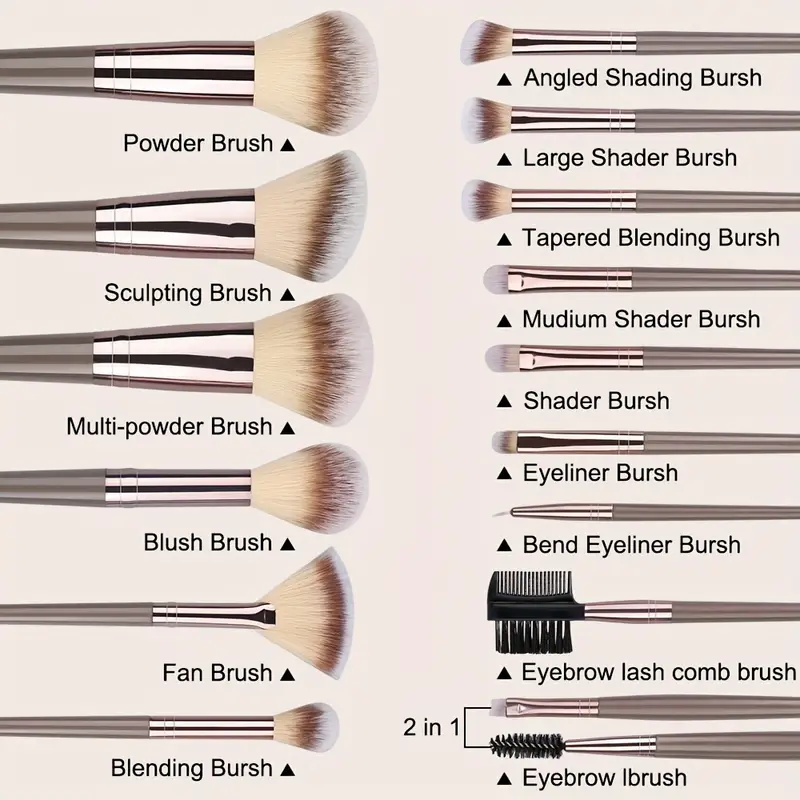 Powder Brush ▲
Sculpting Brush ▲
Multi-powder Brush ▲
Blush Brush ▲
Fan Brush ▲
Blending Bursh ▲
▲ Angled Shading Bursh
▲ Large Shader Bursh
▲ Tapered Blending Bursh
▲ Mudium Shader Bursh
▲ Shader Bursh
▲ Eyeliner Bursh
▲ Bend Eyeliner Bursh
▲ Eyebrow lash comb brush
2 in 1
▲ Eyebrow lbrush